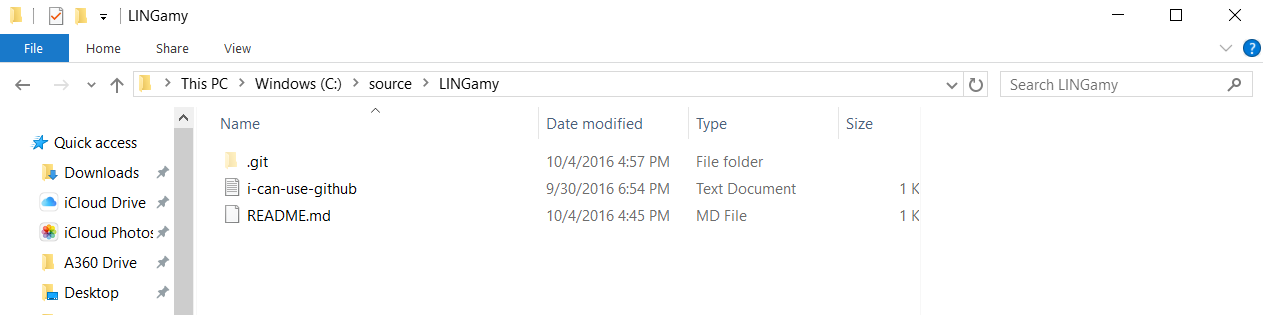 LINGamy
File Home Share View
This PC Windows (C:) source LINGamy Search LINGamy
Name Date modified Type Size
Quick access
Downloads
iCloud Drive
iCloud Photos
A360 Drive
Desktop
.git 10/4/2016 4:57 PM File folder
i-can-use-github 9/30/2016 6:54 PM Text Document 1 K
README.md 10/4/2016 4:45 PM MD File 1 K